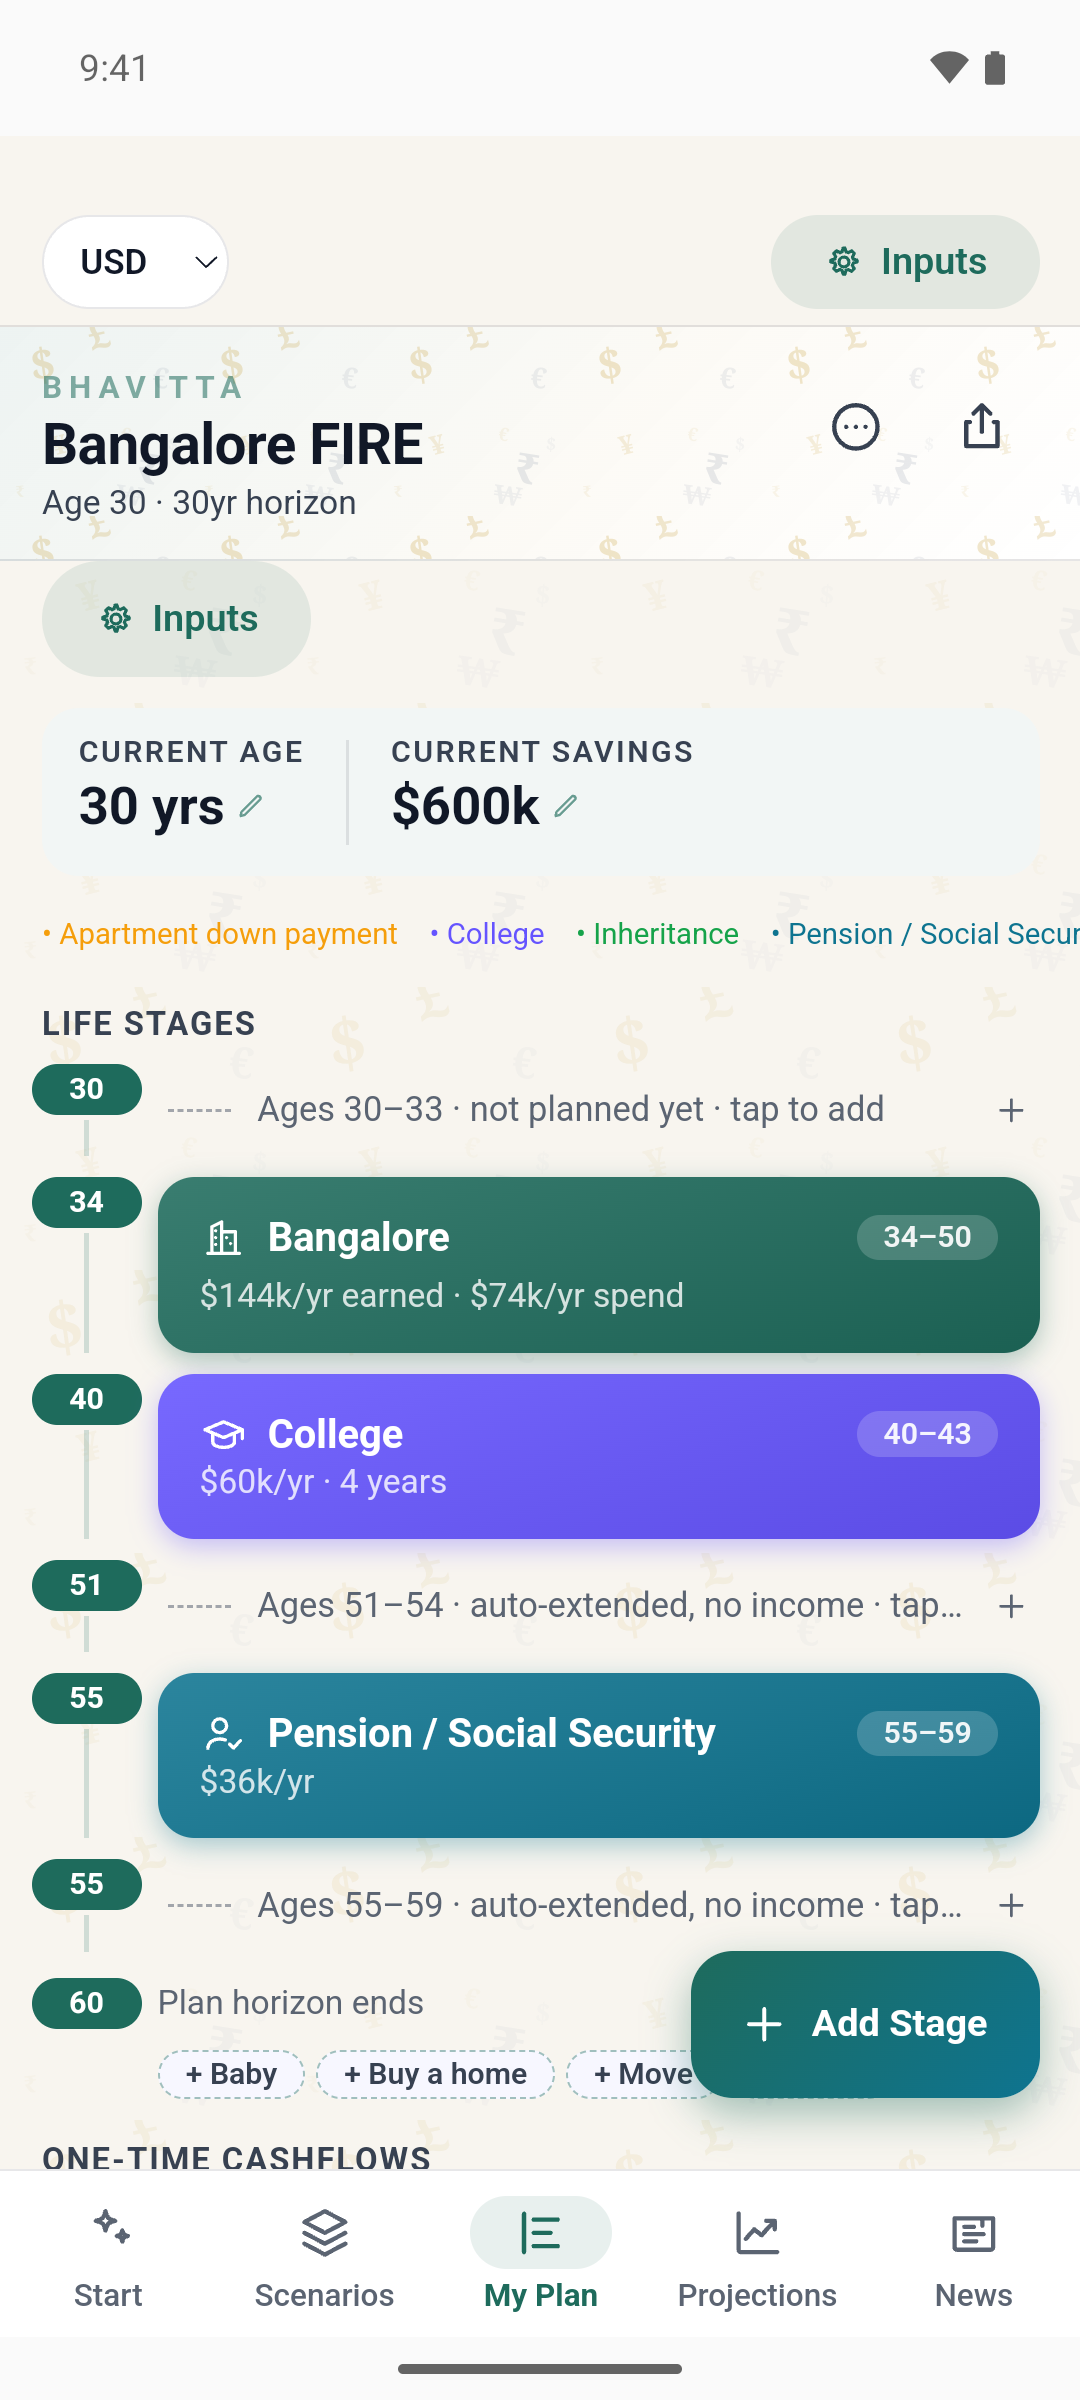 9:41
USD
Inputs
BHAVITTA
Bangalore FIRE
Age 30 · 30yr horizon
Inputs
CURRENT AGE
30 yrs
CURRENT SAVINGS
$600k
• Apartment down payment • College • Inheritance • Pension / Social Secur
LIFE STAGES
30
Ages 30–33 · not planned yet · tap to add +
34
Bangalore 34–50
$144k/yr earned · $74k/yr spend
40
College 40–43
$60k/yr · 4 years
51
Ages 51–54 · auto-extended, no income · tap... +
55
Pension / Social Security 55–59
$36k/yr
55
Ages 55–59 · auto-extended, no income · tap... +
60 Plan horizon ends
+ Add Stage
+ Baby + Buy a home + Move
ONE-TIME CASHFLOWS
Start Scenarios My Plan Projections News